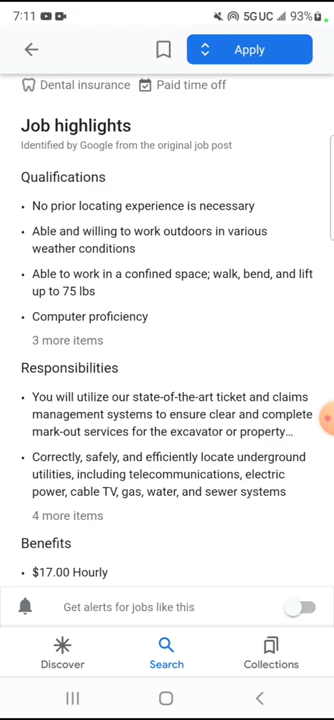 7:11 5GUC 93%
Apply
Dental insurance Paid time off
Job highlights
Identified by Google from the original job post
Qualifications
• No prior locating experience is necessary
• Able and willing to work outdoors in various
weather conditions
• Able to work in a confined space; walk, bend, and lift
up to 75 lbs
• Computer proficiency
3 more items
Responsibilities
• You will utilize our state-of-the-art ticket and claims
management systems to ensure clear and complete
mark-out services for the excavator or property...
• Correctly, safely, and efficiently locate underground
utilities, including telecommunications, electric
power, cable TV, gas, water, and sewer systems
4 more items
Benefits
• $17.00 Hourly
Get alerts for jobs like this
Discover Search Collections